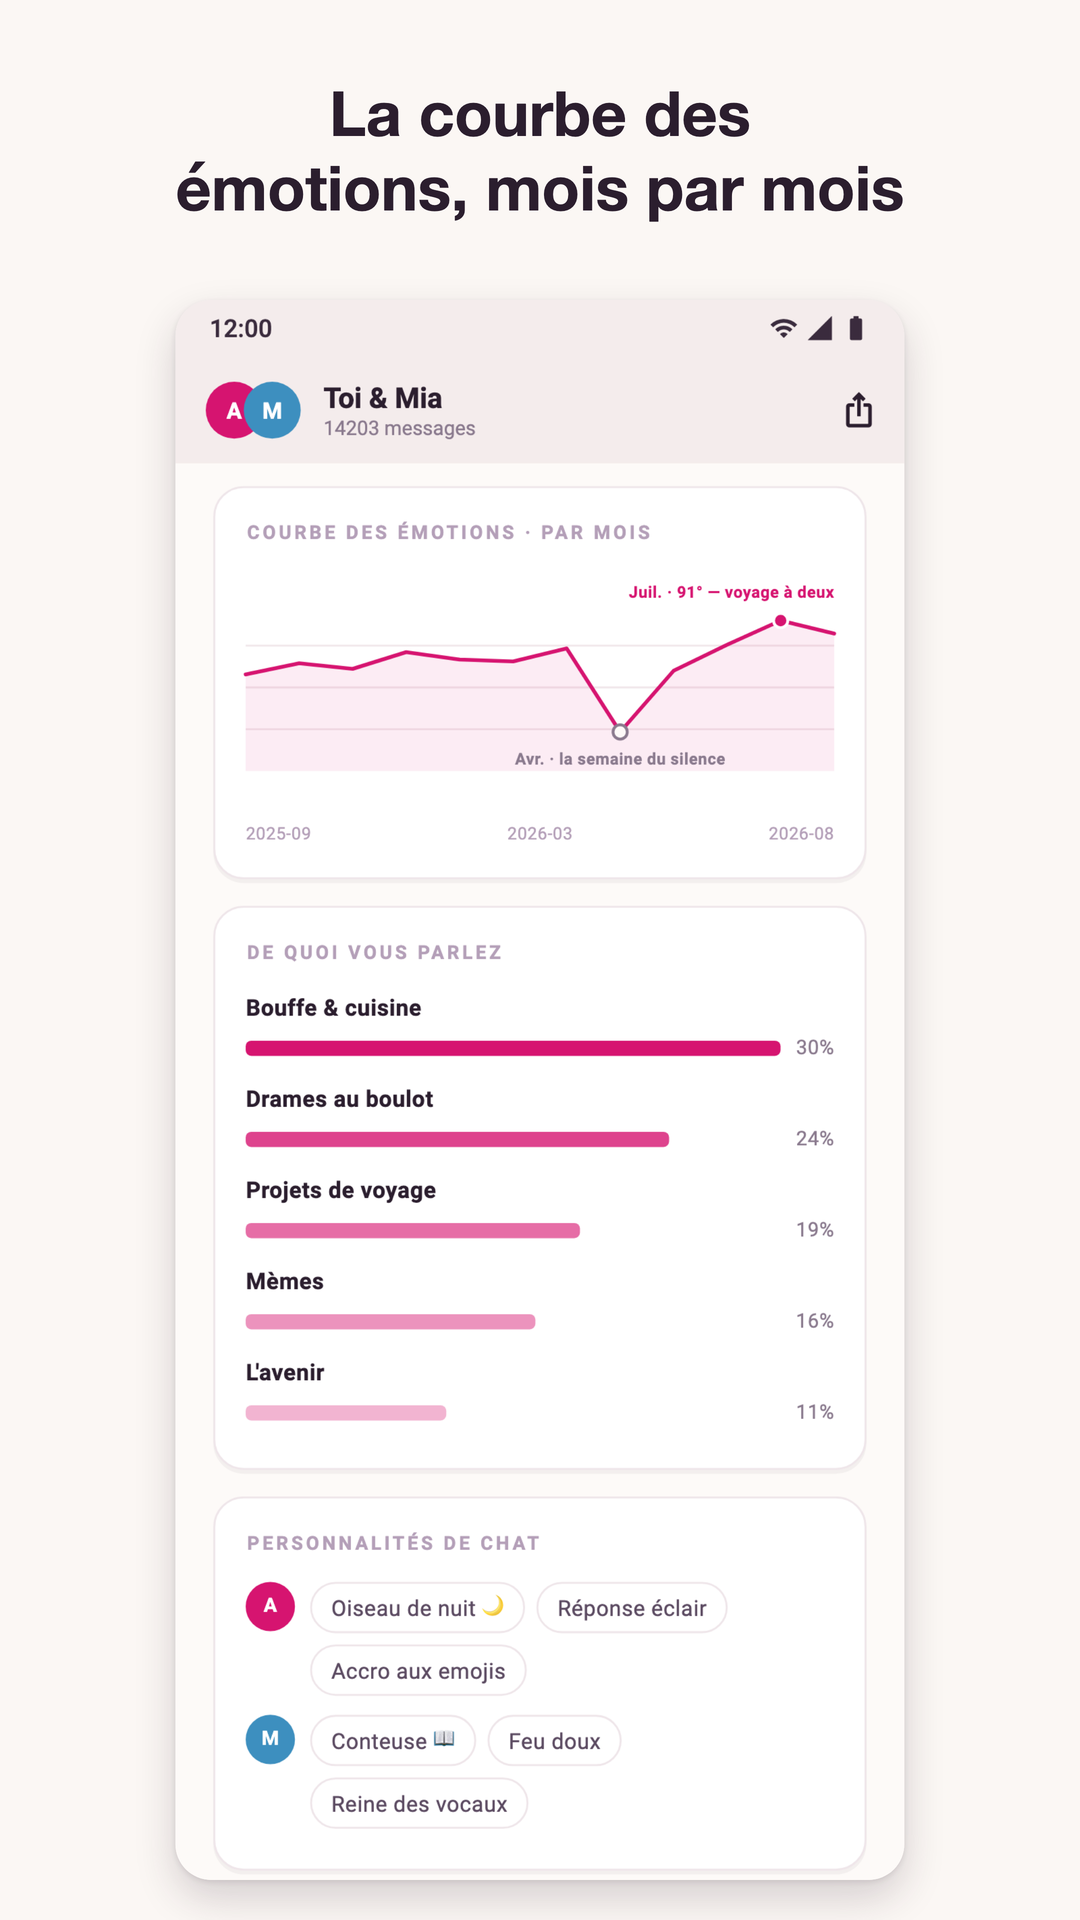 La courbe des
émotions, mois par mois
12:00
A M Toi & Mia
14203 messages
COURBE DES ÉMOTIONS · PAR MOIS
Juil. · 91° — voyage à deux
Avr. · la semaine du silence
2025-09 2026-03 2026-08
DE QUOI VOUS PARLEZ
Bouffe & cuisine
30%
Drames au boulot
24%
Projets de voyage
19%
Mèmes
16%
L'avenir
11%
PERSONNALITÉS DE CHAT
A Oiseau de nuit 🌙 Réponse éclair
Accro aux emojis
M Conteuse 📖 Feu doux
Reine des vocaux